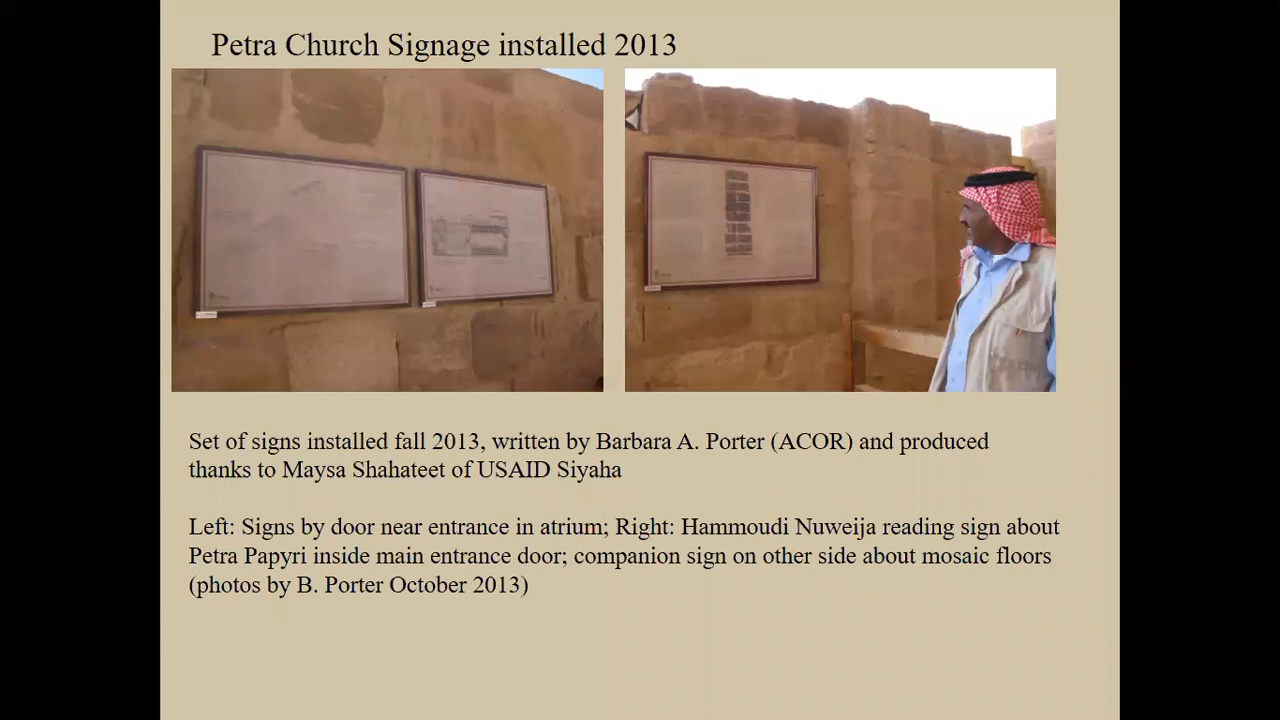 Petra Church Signage installed 2013
Set of signs installed fall 2013, written by Barbara A. Porter (ACOR) and produced
thanks to Maysa Shahateet of USAID Siyaha
Left: Signs by door near entrance in atrium; Right: Hammoudi Nuweija reading sign about
Petra Papyri inside main entrance door; companion sign on other side about mosaic floors
(photos by B. Porter October 2013)